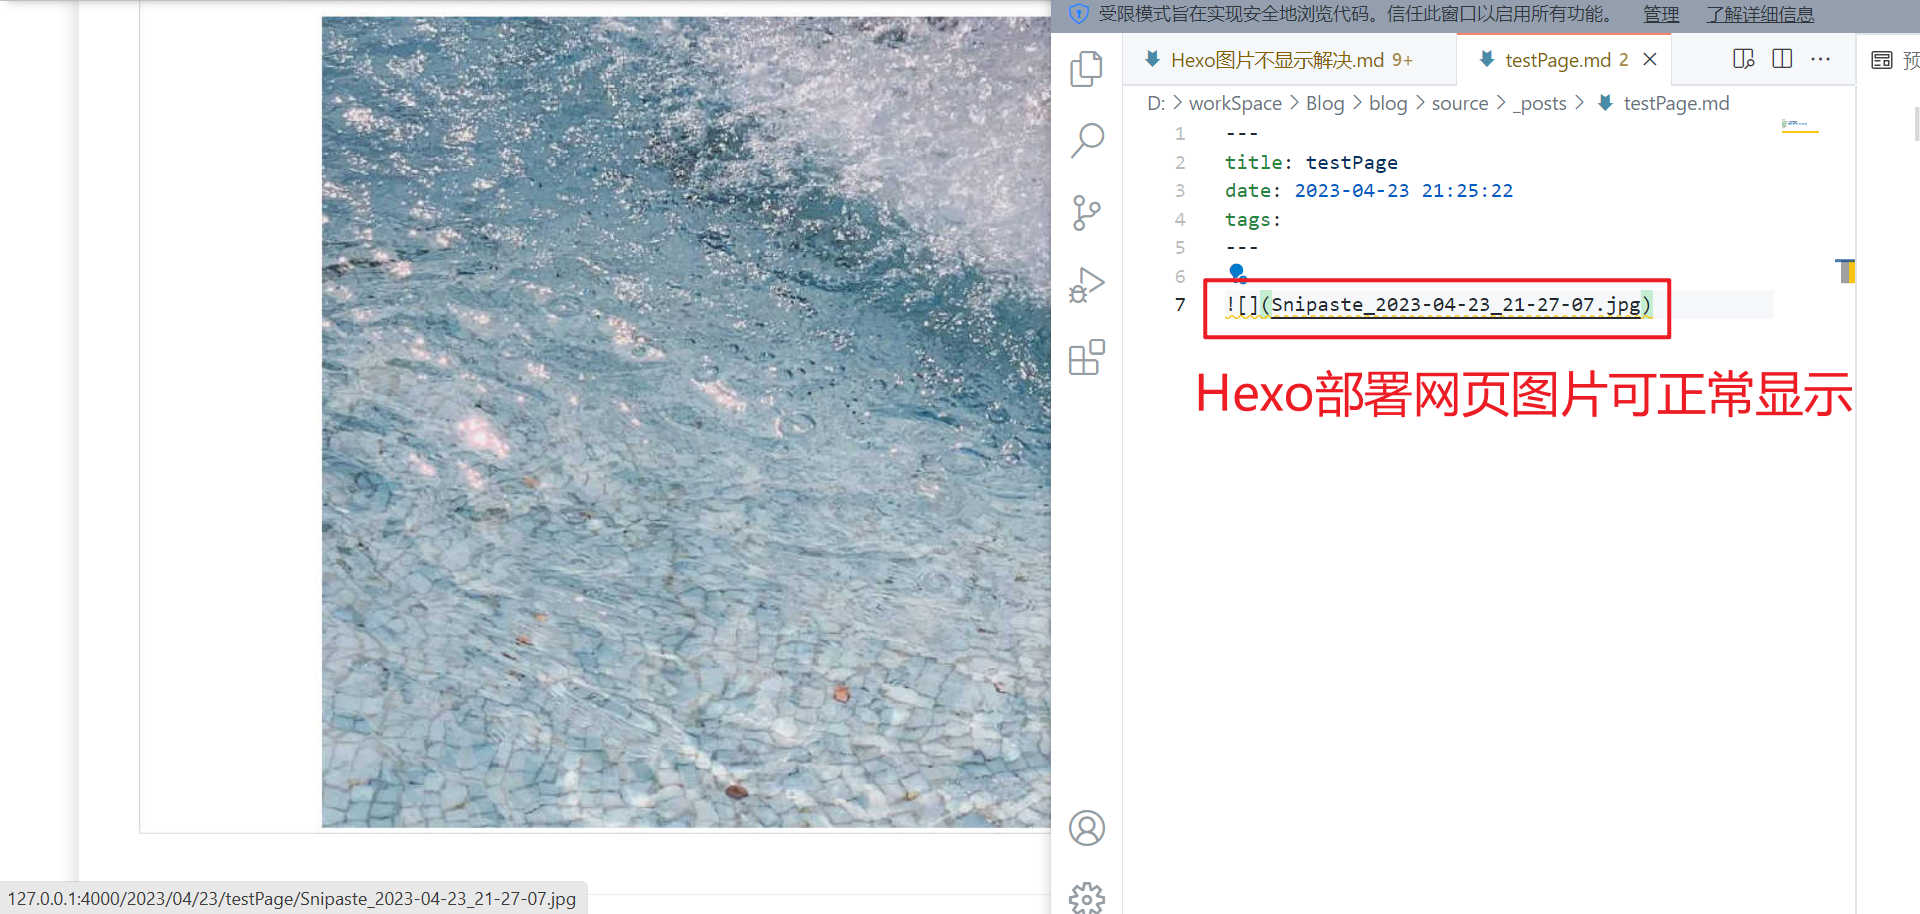 受限模式旨在实现安全地浏览代码。信任此窗口以启用所有功能。 管理 了解详细信息
Hexo图片不显示解决.md 9+ testPage.md 2 预
D: > workSpace > Blog > blog > source > _posts > testPage.md
1 ---
2 title: testPage
3 date: 2023-04-23 21:25:22
4 tags:
5 ---
6
7 ![](Snipaste_2023-04-23_21-27-07.jpg)
Hexo部署网页图片可正常显示
127.0.0.1:4000/2023/04/23/testPage/Snipaste_2023-04-23_21-27-07.jpg